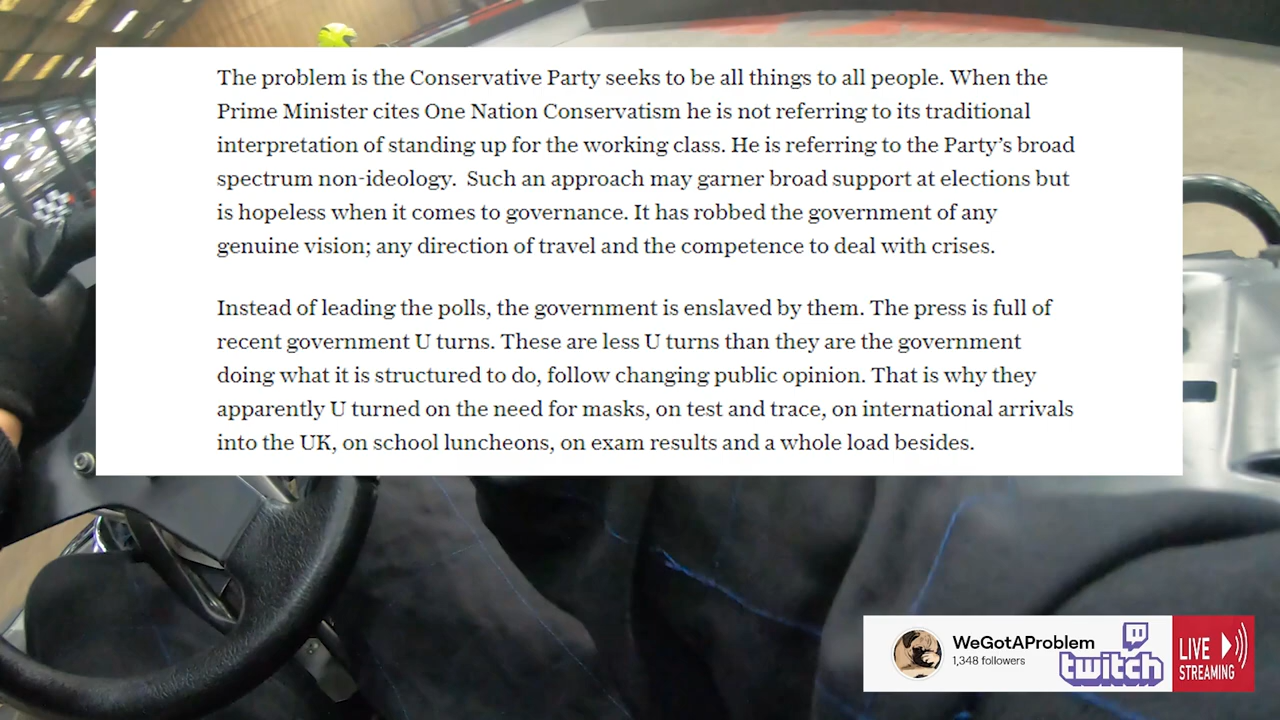 The problem is the Conservative Party seeks to be all things to all people. When the
Prime Minister cites One Nation Conservatism he is not referring to its traditional
interpretation of standing up for the working class. He is referring to the Party’s broad
spectrum non-ideology.  Such an approach may garner broad support at elections but
is hopeless when it comes to governance. It has robbed the government of any
genuine vision; any direction of travel and the competence to deal with crises.
Instead of leading the polls, the government is enslaved by them. The press is full of
recent government U turns. These are less U turns than they are the government
doing what it is structured to do, follow changing public opinion. That is why they
apparently U turned on the need for masks, on test and trace, on international arrivals
into the UK, on school luncheons, on exam results and a whole load besides.
WeGotAProblem
1,348 followers
twitch
LIVE
STREAMING